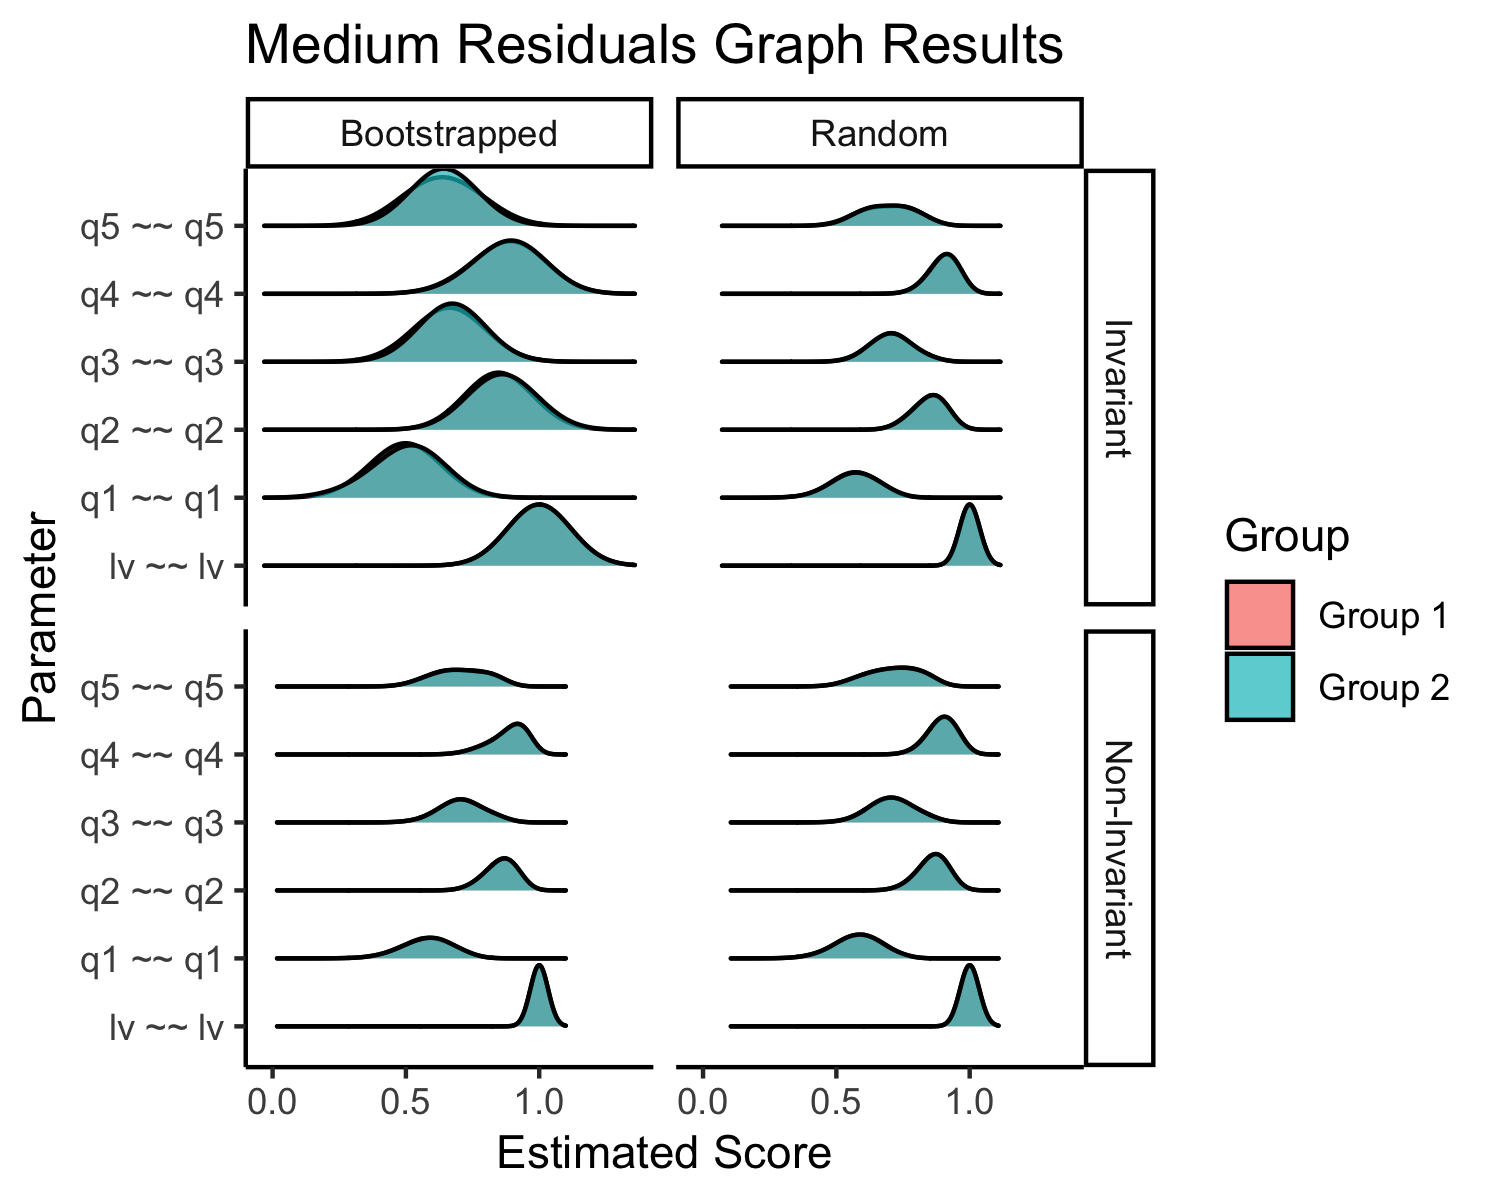 Medium Residuals Graph Results
Bootstrapped
Random
Parameter
q5 ~~ q5
q4 ~~ q4
q3 ~~ q3
q2 ~~ q2
q1 ~~ q1
lv ~~ lv
Invariant
q5 ~~ q5
q4 ~~ q4
q3 ~~ q3
q2 ~~ q2
q1 ~~ q1
lv ~~ lv
Non-Invariant
0.0 0.5 1.0 0.0 0.5 1.0
Estimated Score
Group
Group 1
Group 2